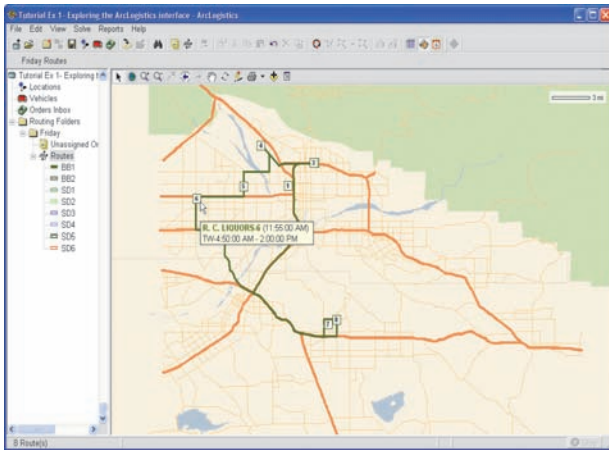 Tutorial Ex 1- Exploring the ArcLogistics interface - ArcLogistics
File Edit View Solve Reports Help
Friday Routes
Tutorial Ex 1- Exploring t
Locations
Vehicles
Orders Inbox
Routing Folders
Friday
Unassigned Or
Routes
BB1
BB2
SD1
SD2
SD3
SD4
SD5
SD6
3 mi
R. C. LIQUORS-6 (11:55:00 AM)
TW-4:50:00 AM - 2:00:00 PM
8 Route(s)